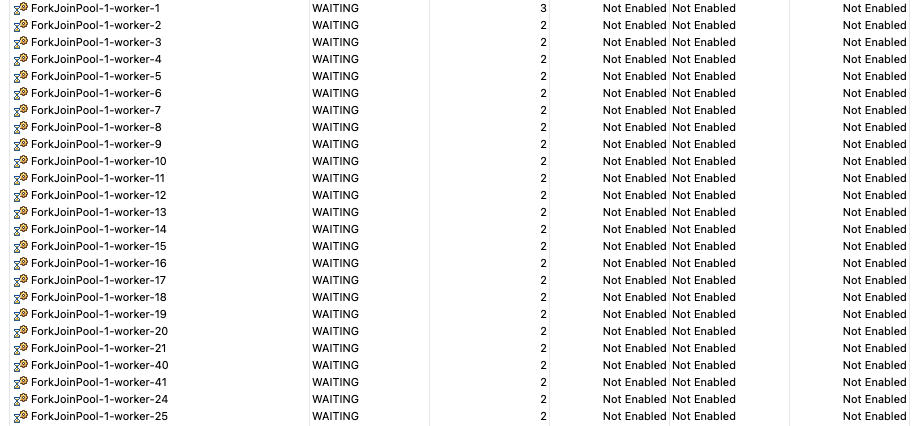 ForkJoinPool-1-worker-1 WAITING 3 Not Enabled Not Enabled Not Enabled
ForkJoinPool-1-worker-2 WAITING 2 Not Enabled Not Enabled Not Enabled
ForkJoinPool-1-worker-3 WAITING 2 Not Enabled Not Enabled Not Enabled
ForkJoinPool-1-worker-4 WAITING 2 Not Enabled Not Enabled Not Enabled
ForkJoinPool-1-worker-5 WAITING 2 Not Enabled Not Enabled Not Enabled
ForkJoinPool-1-worker-6 WAITING 2 Not Enabled Not Enabled Not Enabled
ForkJoinPool-1-worker-7 WAITING 2 Not Enabled Not Enabled Not Enabled
ForkJoinPool-1-worker-8 WAITING 2 Not Enabled Not Enabled Not Enabled
ForkJoinPool-1-worker-9 WAITING 2 Not Enabled Not Enabled Not Enabled
ForkJoinPool-1-worker-10 WAITING 2 Not Enabled Not Enabled Not Enabled
ForkJoinPool-1-worker-11 WAITING 2 Not Enabled Not Enabled Not Enabled
ForkJoinPool-1-worker-12 WAITING 2 Not Enabled Not Enabled Not Enabled
ForkJoinPool-1-worker-13 WAITING 2 Not Enabled Not Enabled Not Enabled
ForkJoinPool-1-worker-14 WAITING 2 Not Enabled Not Enabled Not Enabled
ForkJoinPool-1-worker-15 WAITING 2 Not Enabled Not Enabled Not Enabled
ForkJoinPool-1-worker-16 WAITING 2 Not Enabled Not Enabled Not Enabled
ForkJoinPool-1-worker-17 WAITING 2 Not Enabled Not Enabled Not Enabled
ForkJoinPool-1-worker-18 WAITING 2 Not Enabled Not Enabled Not Enabled
ForkJoinPool-1-worker-19 WAITING 2 Not Enabled Not Enabled Not Enabled
ForkJoinPool-1-worker-20 WAITING 2 Not Enabled Not Enabled Not Enabled
ForkJoinPool-1-worker-21 WAITING 2 Not Enabled Not Enabled Not Enabled
ForkJoinPool-1-worker-40 WAITING 2 Not Enabled Not Enabled Not Enabled
ForkJoinPool-1-worker-41 WAITING 2 Not Enabled Not Enabled Not Enabled
ForkJoinPool-1-worker-24 WAITING 2 Not Enabled Not Enabled Not Enabled
ForkJoinPool-1-worker-25 WAITING 2 Not Enabled Not Enabled Not Enabled